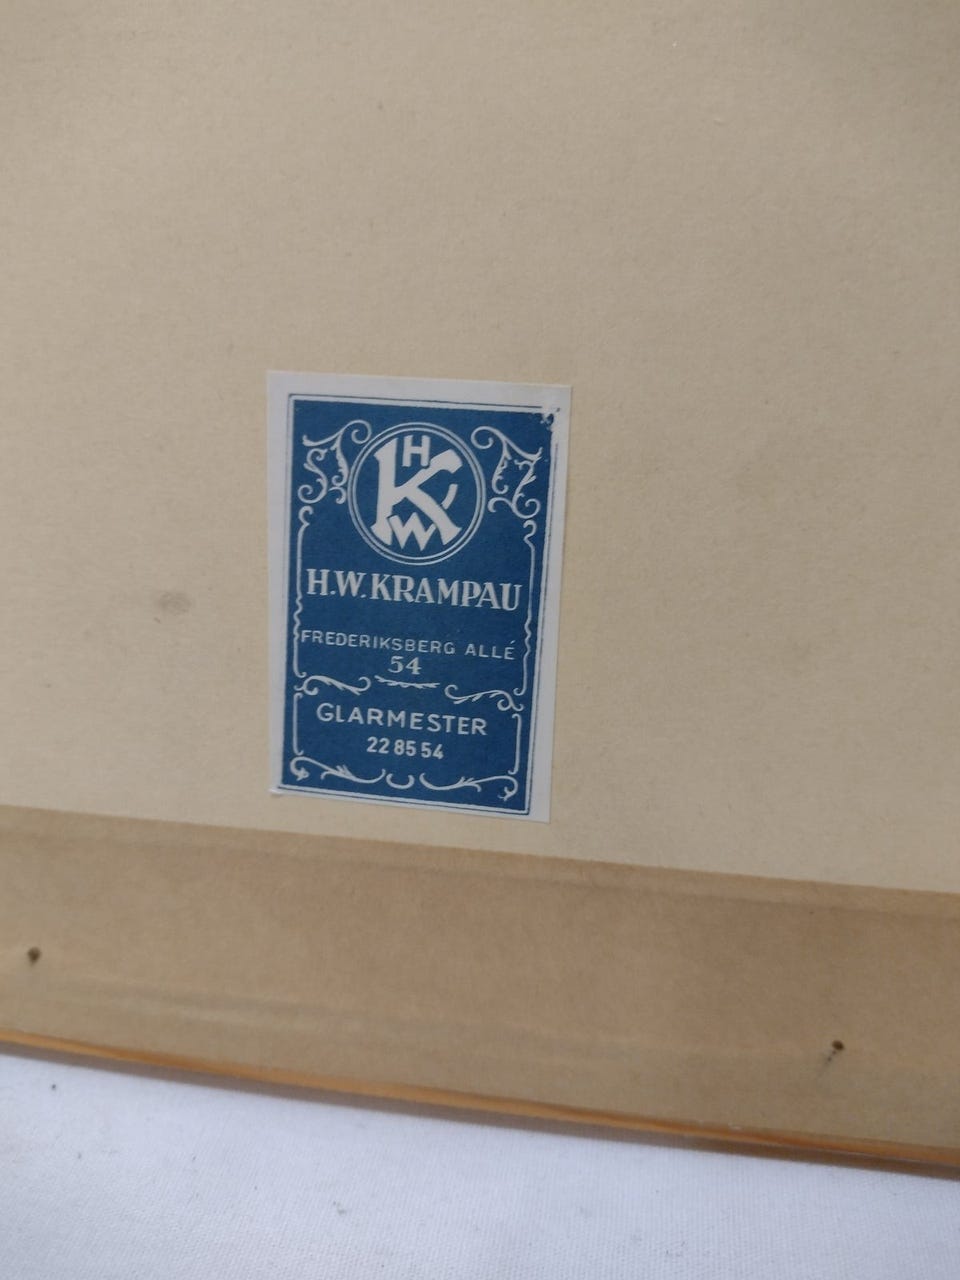 HKW
H.W. KRAMPAU
FREDERIKSBERG ALLÉ
54
GLARMESTER
22 85 54